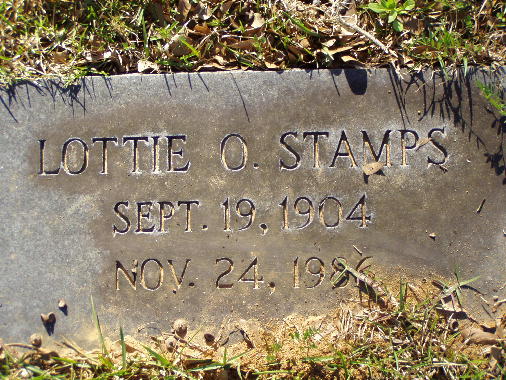 LOTTIE O. STAMPS
SEPT. 19, 1904
NOV. 24,